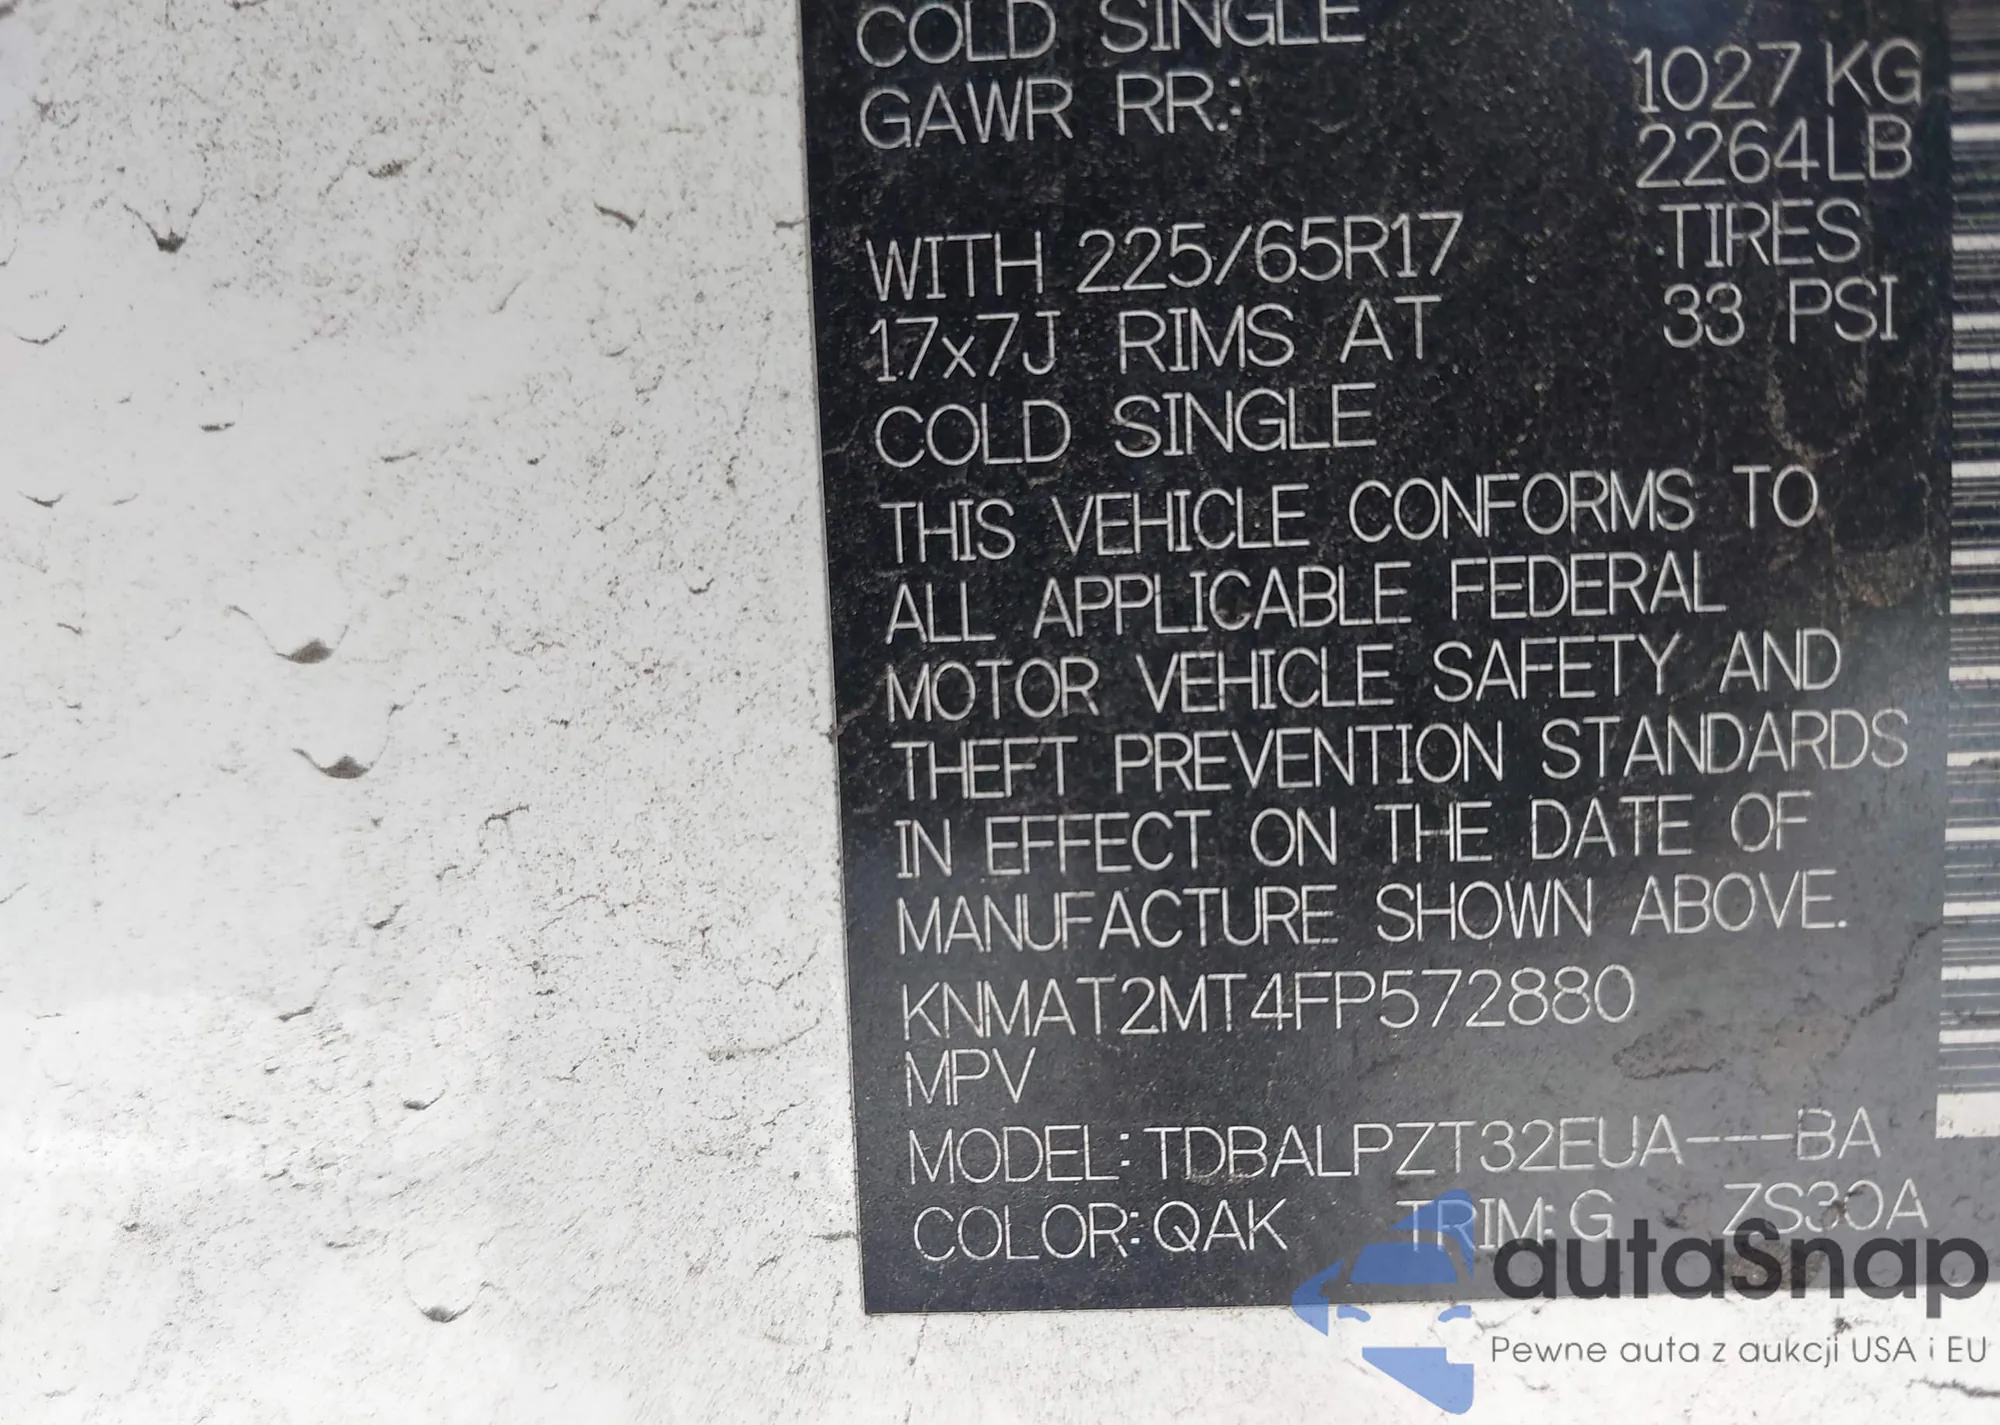 COLD SINGLE
GAWR RR: 1027 KG
2264LB
WITH 225/65R17 TIRES
17x7J RIMS AT 33 PSI
COLD SINGLE
THIS VEHICLE CONFORMS TO
ALL APPLICABLE FEDERAL
MOTOR VEHICLE SAFETY AND
THEFT PREVENTION STANDARDS
IN EFFECT ON THE DATE OF
MANUFACTURE SHOWN ABOVE.
KNMAT2MT4FP572880
MPV
MODEL: TDBALPZT32EUA---BA
COLOR: QAK TRIM: G ZS30A
autaSnap
Pewne auta z aukcji USA i EU